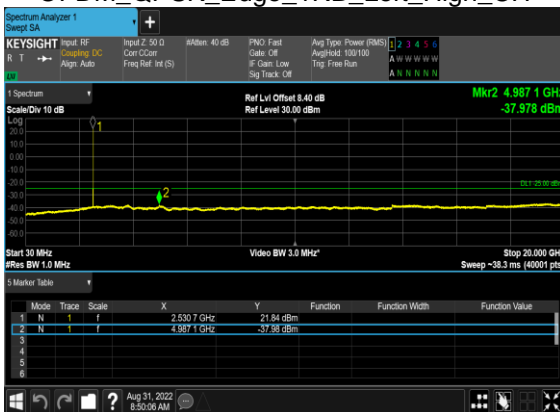 Spectrum Analyzer 1
Swept SA
+
KEYSIGHT
R T
LV
Input: RF
Coupling: DC
Align: Auto
Input Z: 50 Ω
Corr CCorr
Freq Ref: Int (S)
#Atten: 40 dB
PNO: Fast
Gate: Off
IF Gain: Low
Sig Track: Off
Avg Type: Power (RMS)
Avg|Hold: 100/100
Trig: Free Run
1 2 3 4 5 6
A W W W W W
A N N N N N
1 Spectrum
Scale/Div 10 dB
Ref Lvl Offset 8.40 dB
Ref Level 30.00 dBm
Mkr2 4.987 1 GHz
-37.978 dBm
Log
20.0
10.0
0.00
-10.0
-20.0
-30.0
-40.0
-50.0
-60.0
1
2
DL1 -25.00 dBm
Start 30 MHz
#Res BW 1.0 MHz
Video BW 3.0 MHz*
Stop 20.000 GH
Sweep ~38.3 ms (40001 pts
5 Marker Table
Mode Trace Scale X Y Function Function Width Function Value
1 N 1 f 2.530 7 GHz 21.84 dBm
2 N 1 f 4.987 1 GHz -37.98 dBm
3
4
5
6
?
Aug 31, 2022
8:50:06 AM